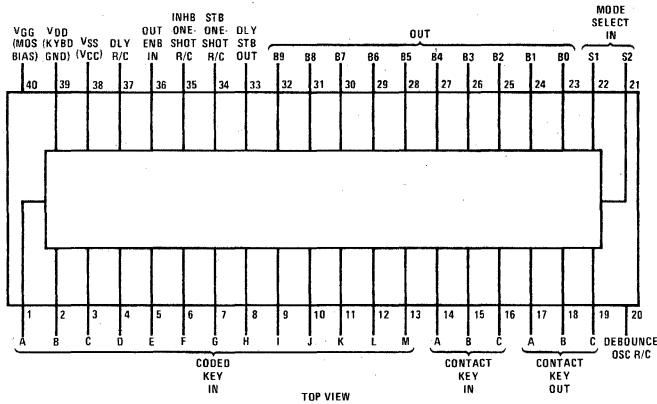 VGG (MOS BIAS)
VDD (KYBD GND)
VSS (VCC)
DLY R/C
OUT ENB IN
INHB ONE- SHOT R/C
STB ONE- SHOT R/C
DLY STB OUT
OUT
MODE SELECT IN
B9 B8 B7 B6 B5 B4 B3 B2 B1 B0 S1 S2
40 39 38 37 36 35 34 33 32 31 30 29 28 27 26 25 24 23 22 21
1 2 3 4 5 6 7 8 9 10 11 12 13 14 15 16 17 18 19 20
A B C D E F G H I J K L M A B C A B C DEBOUNCE OSC R/C
CODED KEY IN
CONTACT KEY IN
CONTACT KEY OUT
TOP VIEW